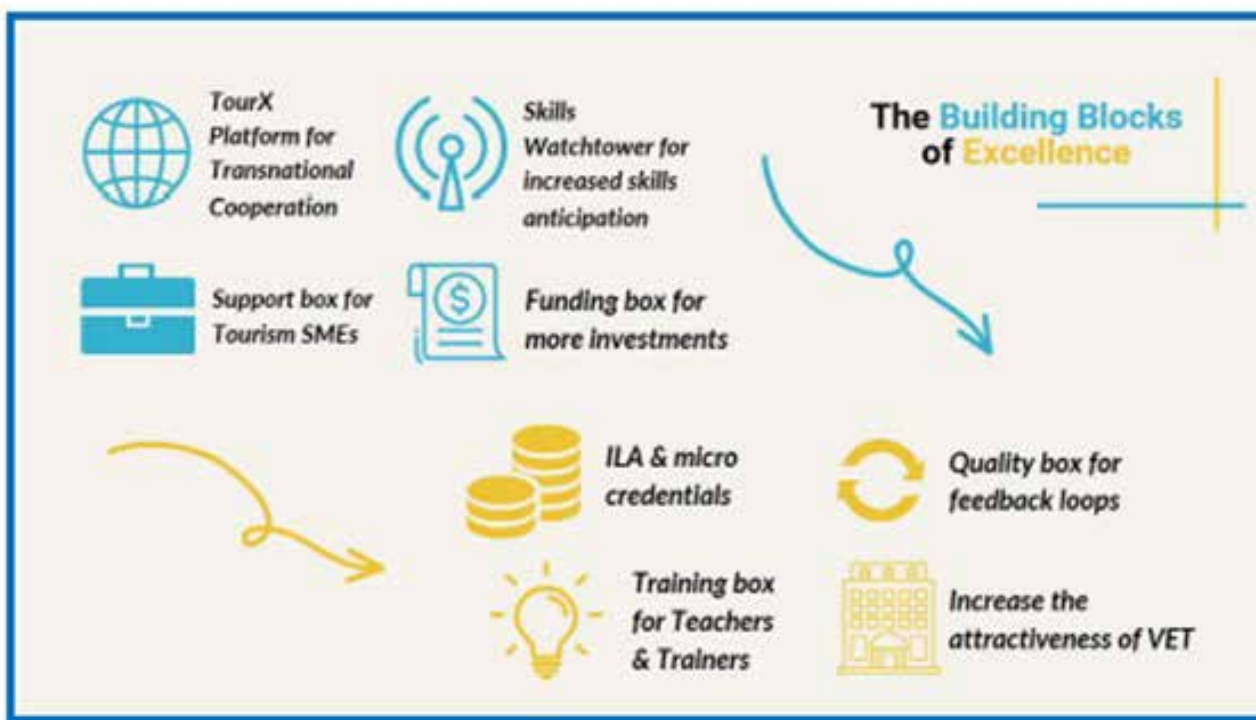 The Building Blocks
of Excellence
TourX
Platform for
Transnational
Cooperation
Skills
Watchtower for
increased skills
anticipation
Support box for
Tourism SMEs
Funding box for
more investments
ILA & micro
credentials
Quality box for
feedback loops
Training box
for Teachers
& Trainers
Increase the
attractiveness of VET